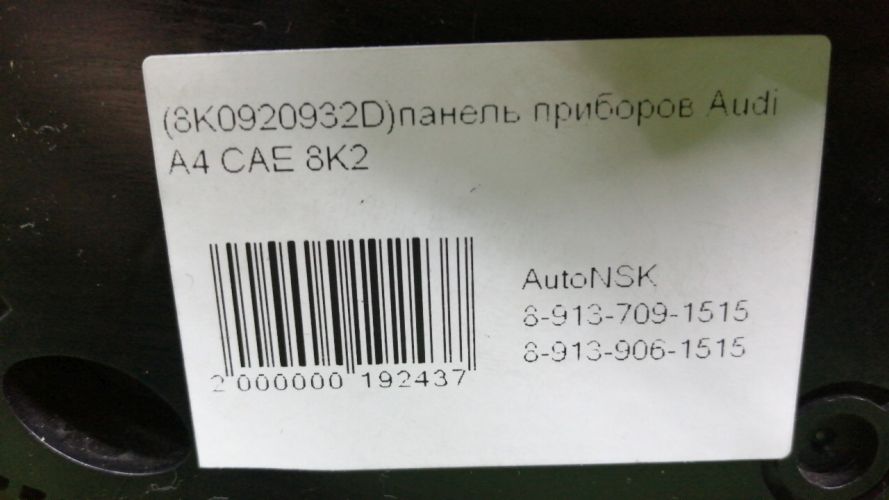 (8K0920932D)панель приборов Audi
A4 CAE 8K2
AutoNSK
8-913-709-1515
8-913-906-1515
2 000000 192437